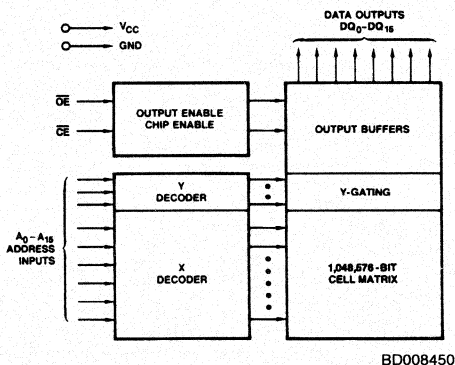 DATA OUTPUTS
DQ0–DQ15
VCC
GND
OE
CE
OUTPUT ENABLE
CHIP ENABLE
OUTPUT BUFFERS
Y
DECODER
Y-GATING
A0 – A15
ADDRESS
INPUTS
X
DECODER
1,048,576-BIT
CELL MATRIX
BD008450